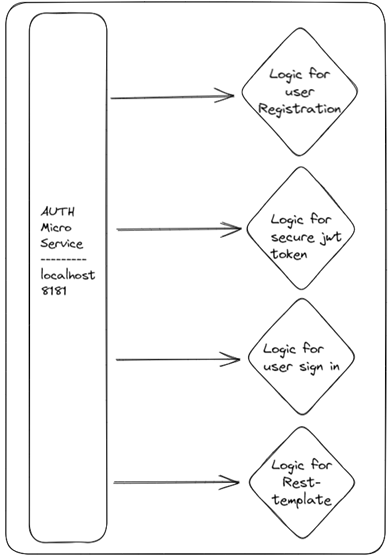 AUTH
Micro
Service
---------
localhost
8181
Logic for
user
Registration
Logic for
secure jwt
token
Logic for
user sign in
Logic for
Rest-
template